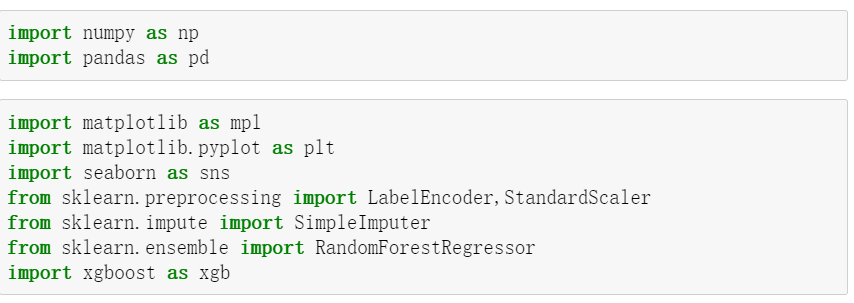 import numpy as np
import pandas as pd
import matplotlib as mpl
import matplotlib.pyplot as plt
import seaborn as sns
from sklearn.preprocessing import LabelEncoder,StandardScaler
from sklearn.impute import SimpleImputer
from sklearn.ensemble import RandomForestRegressor
import xgboost as xgb